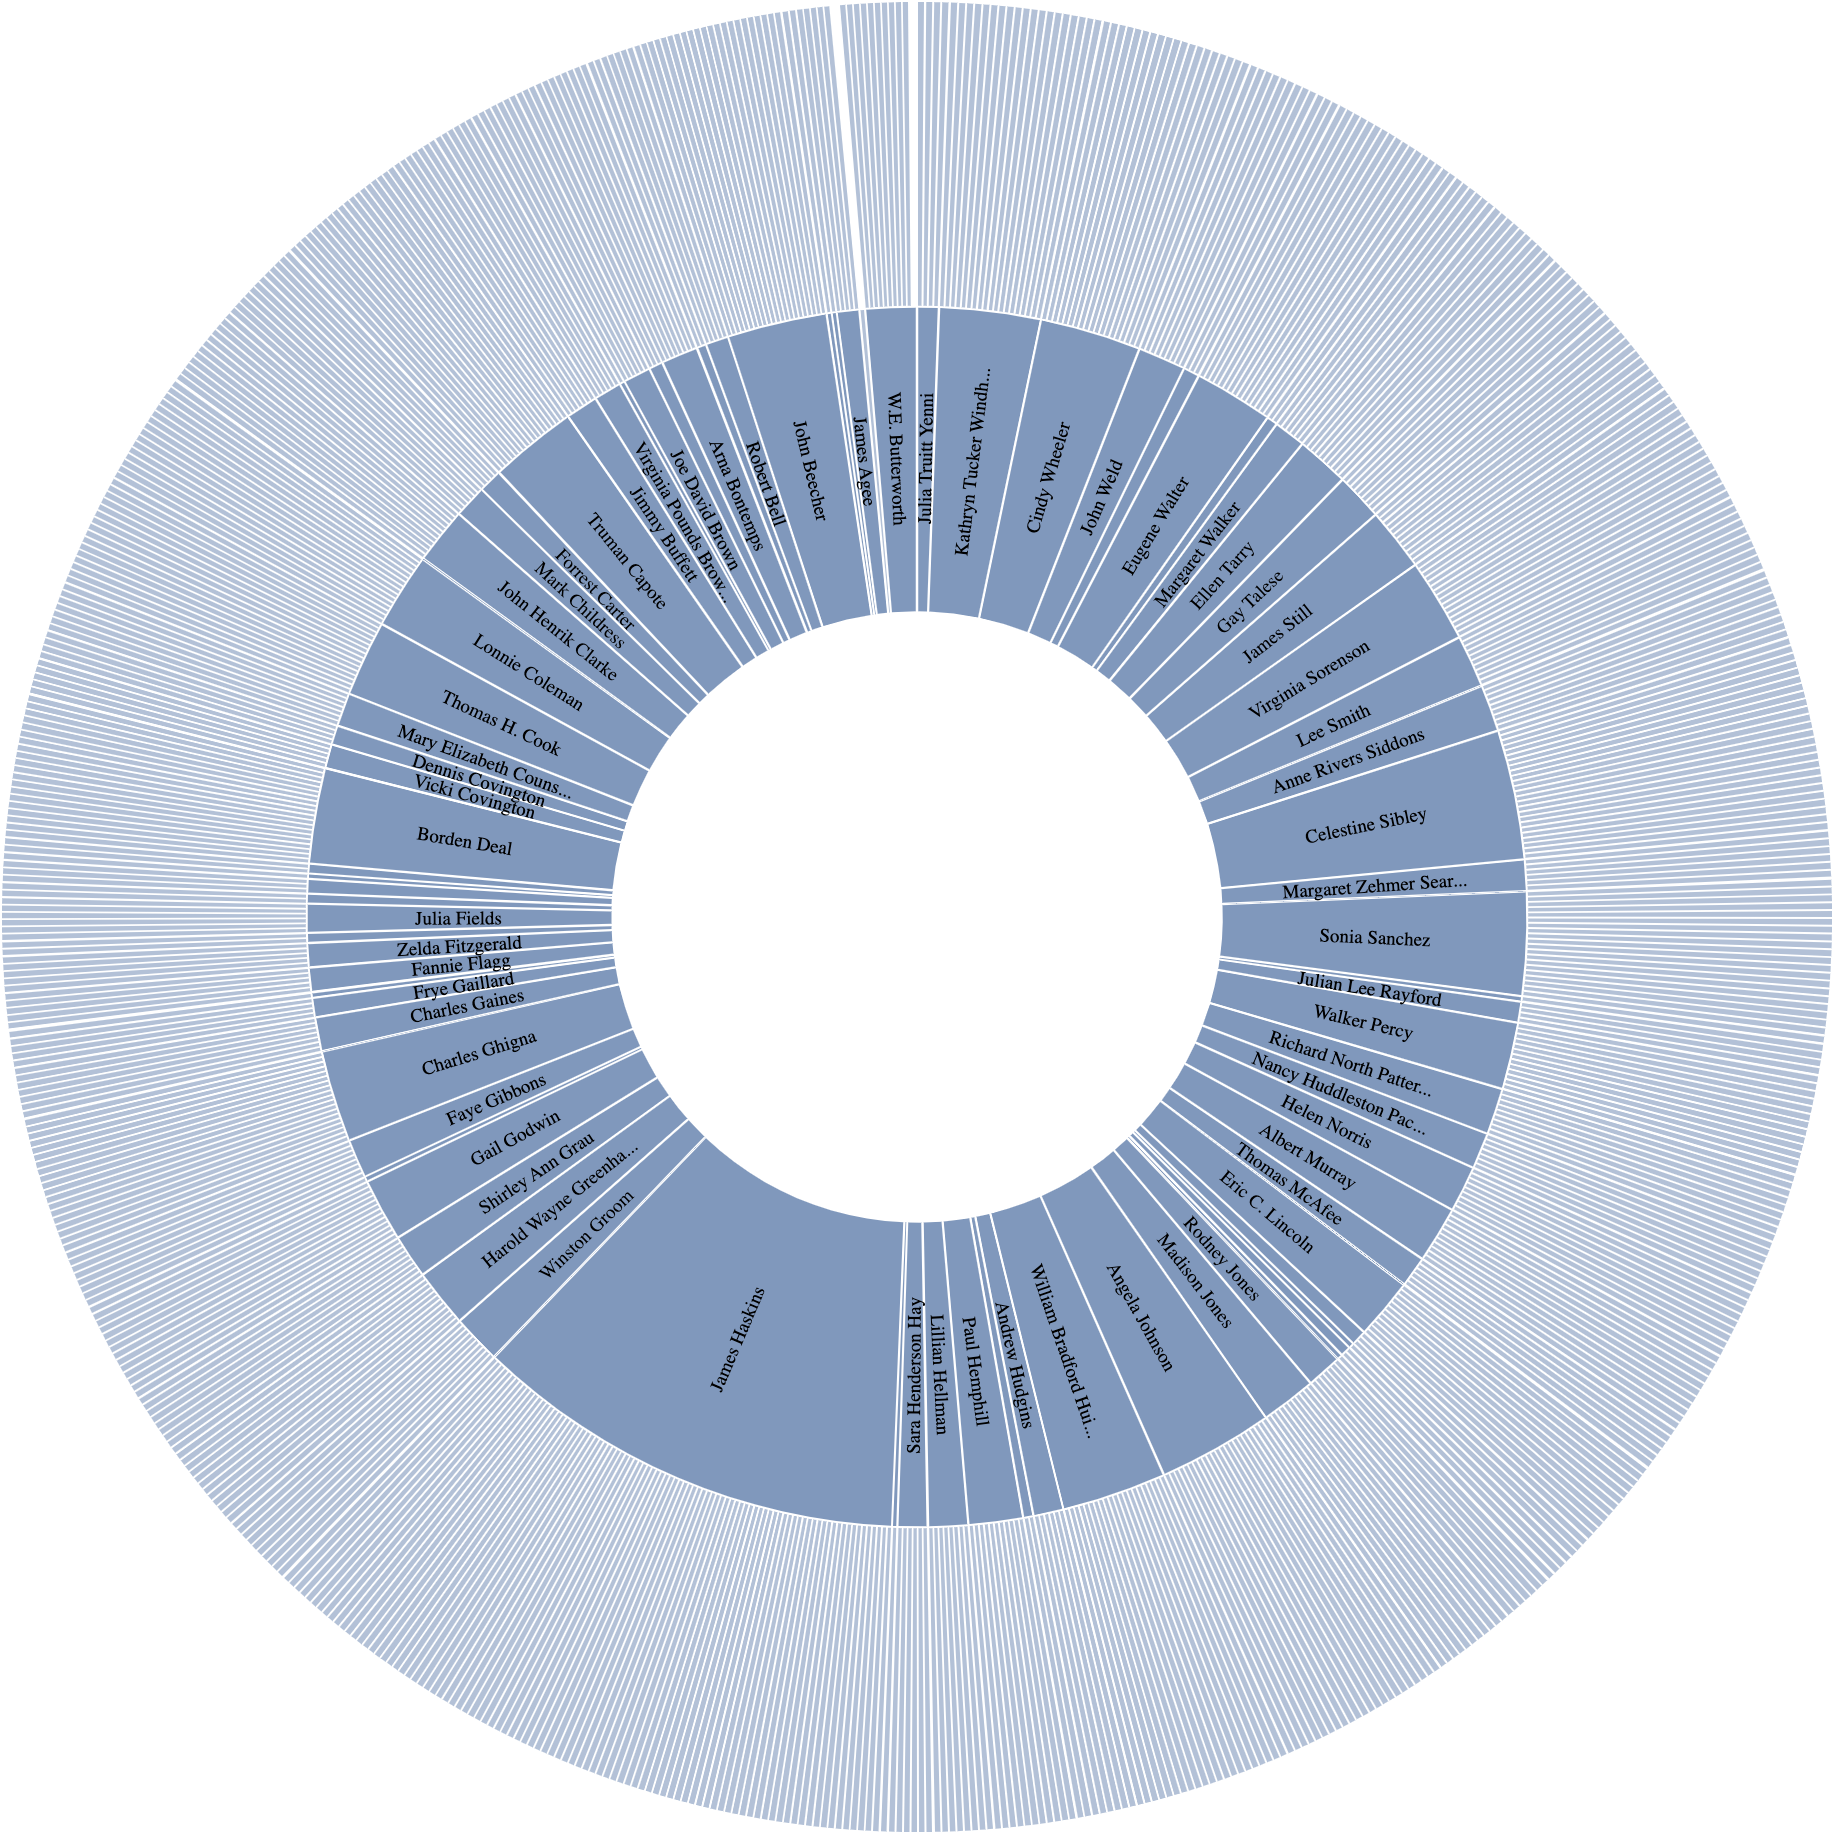 Julia Truitt Yenni
Kathryn Tucker Windh...
Cindy Wheeler
John Weld
Eugene Walter
Margaret Walker
Ellen Tarry
Gay Talese
James Still
Virginia Sorenson
Lee Smith
Anne Rivers Siddons
Celestine Sibley
Margaret Zehmer Sear...
Sonia Sanchez
Julian Lee Rayford
Walker Percy
Richard North Patter...
Nancy Huddleston Pac...
Helen Norris
Albert Murray
Thomas McAfee
Eric C. Lincoln
Rodney Jones
Madison Jones
Angela Johnson
William Bradford Hui...
Andrew Hudgins
Paul Hemphill
Lillian Hellman
Sara Henderson Hay
James Haskins
Winston Groom
Harold Wayne Greenha...
Shirley Ann Grau
Gail Godwin
Faye Gibbons
Charles Ghigna
Charles Gaines
Frye Gaillard
Fannie Flagg
Zelda Fitzgerald
Julia Fields
Borden Deal
Vicki Covington
Dennis Covington
Mary Elizabeth Couns...
Thomas H. Cook
Lonnie Coleman
John Henrik Clarke
Mark Childress
Forrest Carter
Truman Capote
Jimmy Buffett
Virginia Pounds Brow...
Joe David Brown
Arna Bontemps
Robert Bell
John Beecher
James Agee
W.E. Butterworth